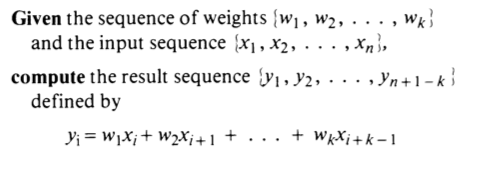 Given the sequence of weights {w1, w2, . . . , wk}
and the input sequence {x1, x2, . . . , xn},
compute the result sequence {y1, y2, . . . , yn+1-k}
defined by
yi = w1xi + w2xi+1 + . . . + wkxi+k-1